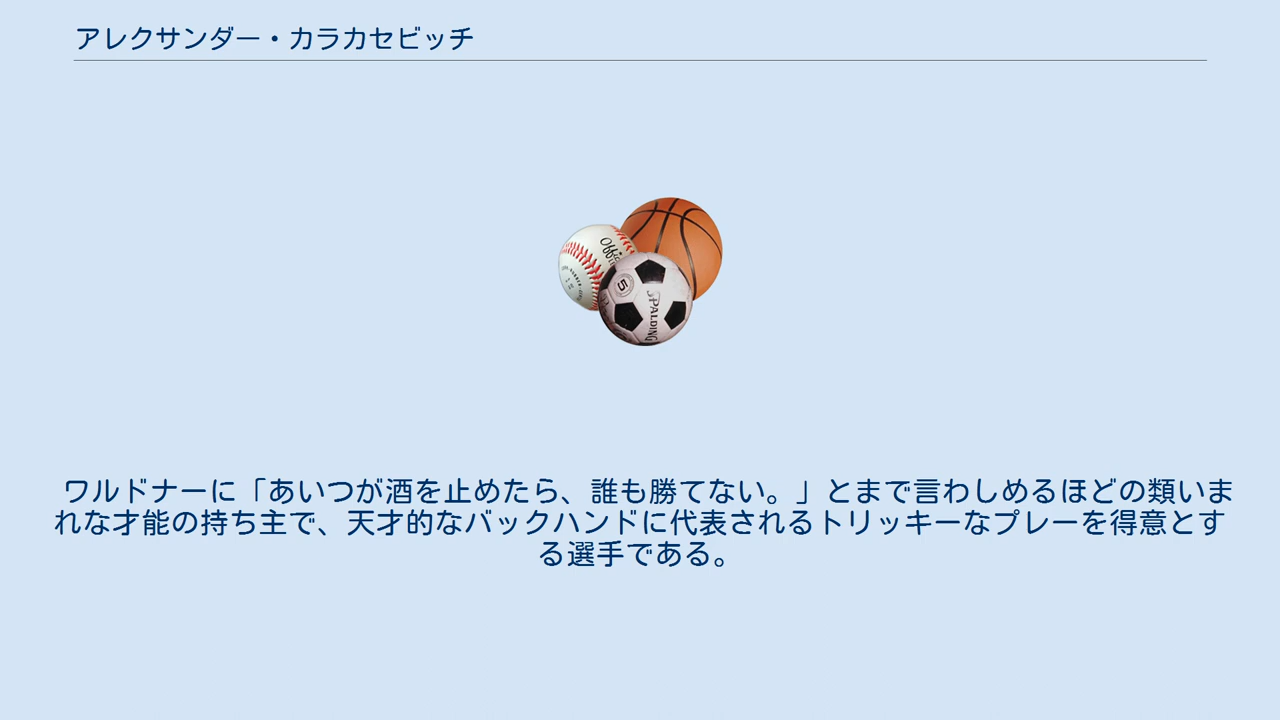 アレクサンダー・カラカセビッチ
5
SPALDING
ワルドナーに「あいつが酒を止めたら、誰も勝てない。」とまで言わしめるほどの類いま
れな才能の持ち主で、天才的なバックハンドに代表されるトリッキーなプレーを得意とす
る選手である。